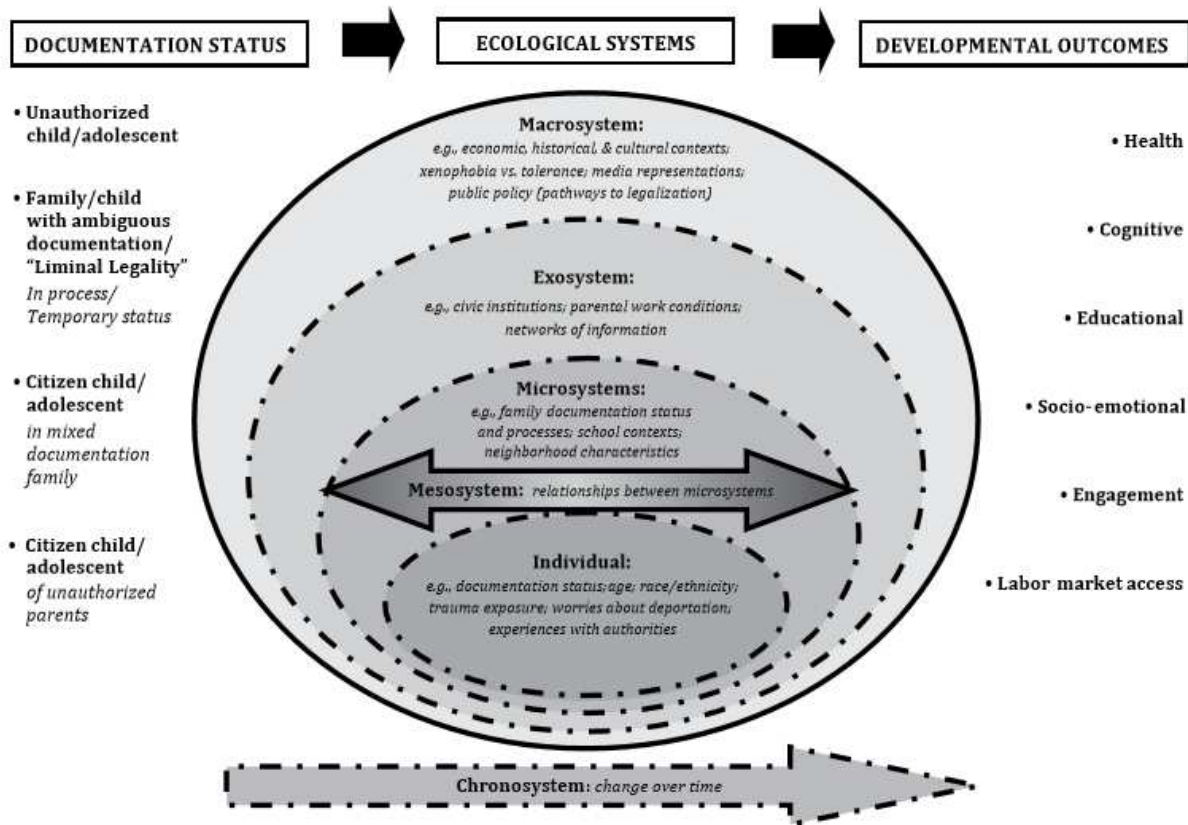 DOCUMENTATION STATUS
ECOLOGICAL SYSTEMS
DEVELOPMENTAL OUTCOMES
• Unauthorized
child/adolescent
• Family/child
with ambiguous
documentation/
“Liminal Legality”
In process/
Temporary status
• Citizen child/
adolescent
in mixed
documentation
family
• Citizen child/
adolescent
of unauthorized
parents
Macrosystem:
e.g., economic, historical, & cultural contexts;
xenophobia vs. tolerance; media representations;
public policy (pathways to legalization)
Exosystem:
e.g., civic institutions; parental work conditions;
networks of information
Microsystems:
e.g., family documentation status
and processes; school contexts;
neighborhood characteristics
Mesosystem: relationships between microsystems
Individual:
e.g., documentation status;age; race/ethnicity;
trauma exposure; worries about deportation;
experiences with authorities
Chronosystem: change over time
• Health
• Cognitive
• Educational
• Socio-emotional
• Engagement
• Labor market access